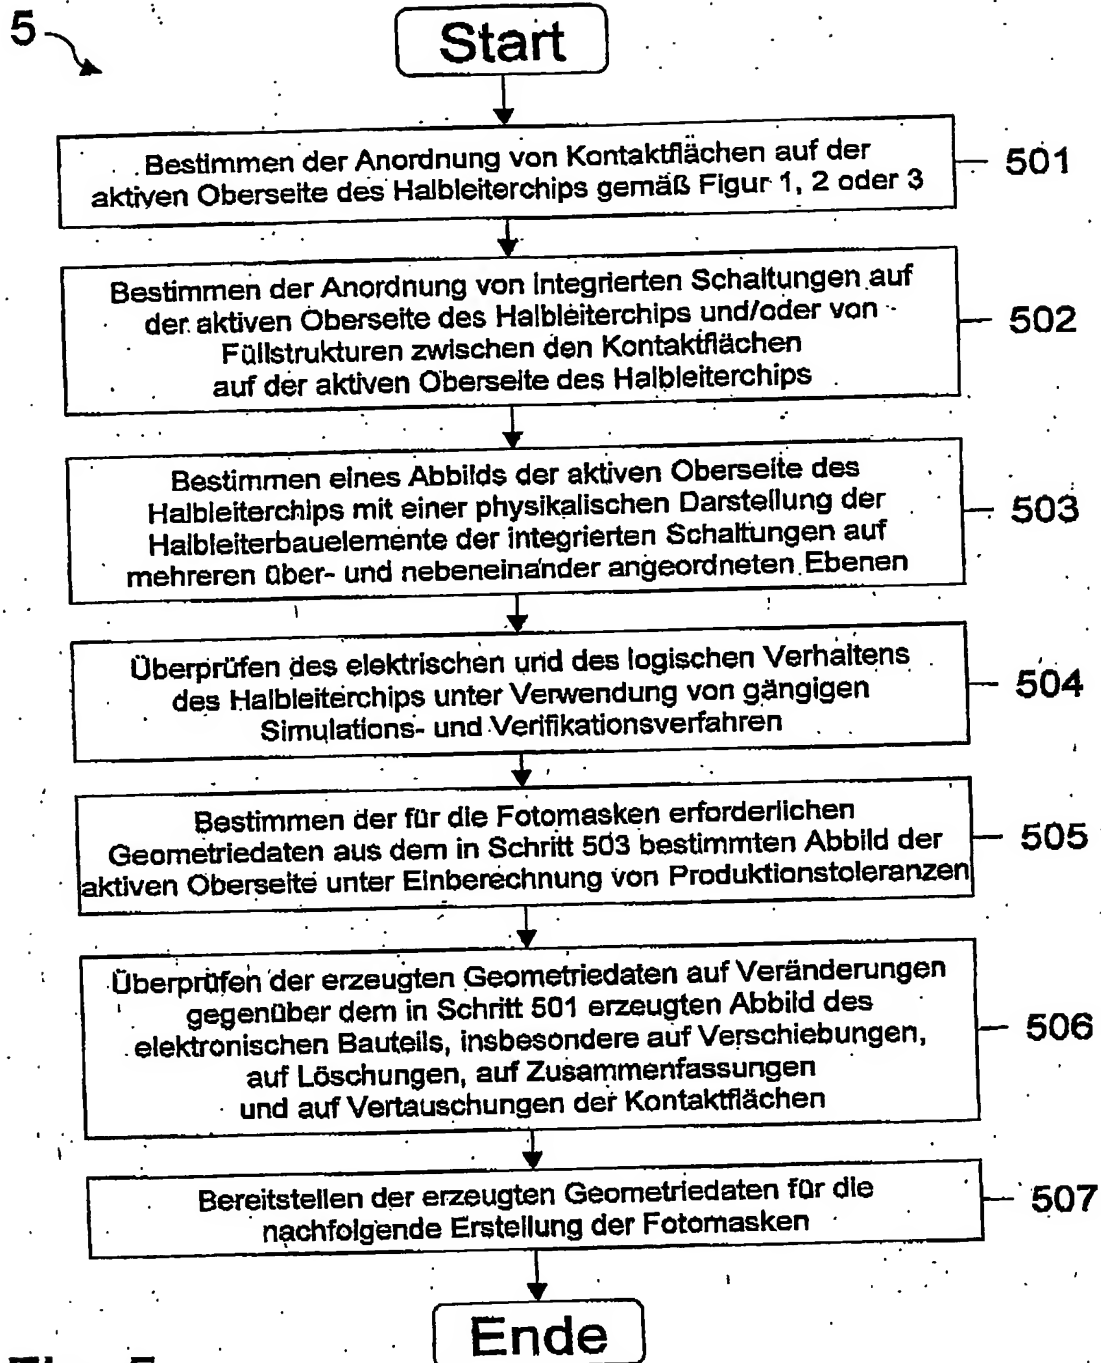 5
Start
Bestimmen der Anordnung von Kontaktflächen auf der
aktiven Oberseite des Halbleiterchips gemäß Figur 1, 2 oder 3
501
Bestimmen der Anordnung von integrierten Schaltungen auf
der aktiven Oberseite des Halbleiterchips und/oder von
Füllstrukturen zwischen den Kontaktflächen
auf der aktiven Oberseite des Halbleiterchips
502
Bestimmen eines Abbilds der aktiven Oberseite des
Halbleiterchips mit einer physikalischen Darstellung der
Halbleiterbauelemente der integrierten Schaltungen auf
mehreren über- und nebeneinander angeordneten Ebenen
503
Überprüfen des elektrischen und des logischen Verhaltens
des Halbleiterchips unter Verwendung von gängigen
Simulations- und Verifikationsverfahren
504
Bestimmen der für die Fotomasken erforderlichen
Geometriedaten aus dem in Schritt 503 bestimmten Abbild der
aktiven Oberseite unter Einberechnung von Produktionstoleranzen
505
Überprüfen der erzeugten Geometriedaten auf Veränderungen
gegenüber dem in Schritt 501 erzeugten Abbild des
elektronischen Bauteils, insbesondere auf Verschiebungen,
auf Löschungen, auf Zusammenfassungen
und auf Vertauschungen der Kontaktflächen
506
Bereitstellen der erzeugten Geometriedaten für die
nachfolgende Erstellung der Fotomasken
507
Ende